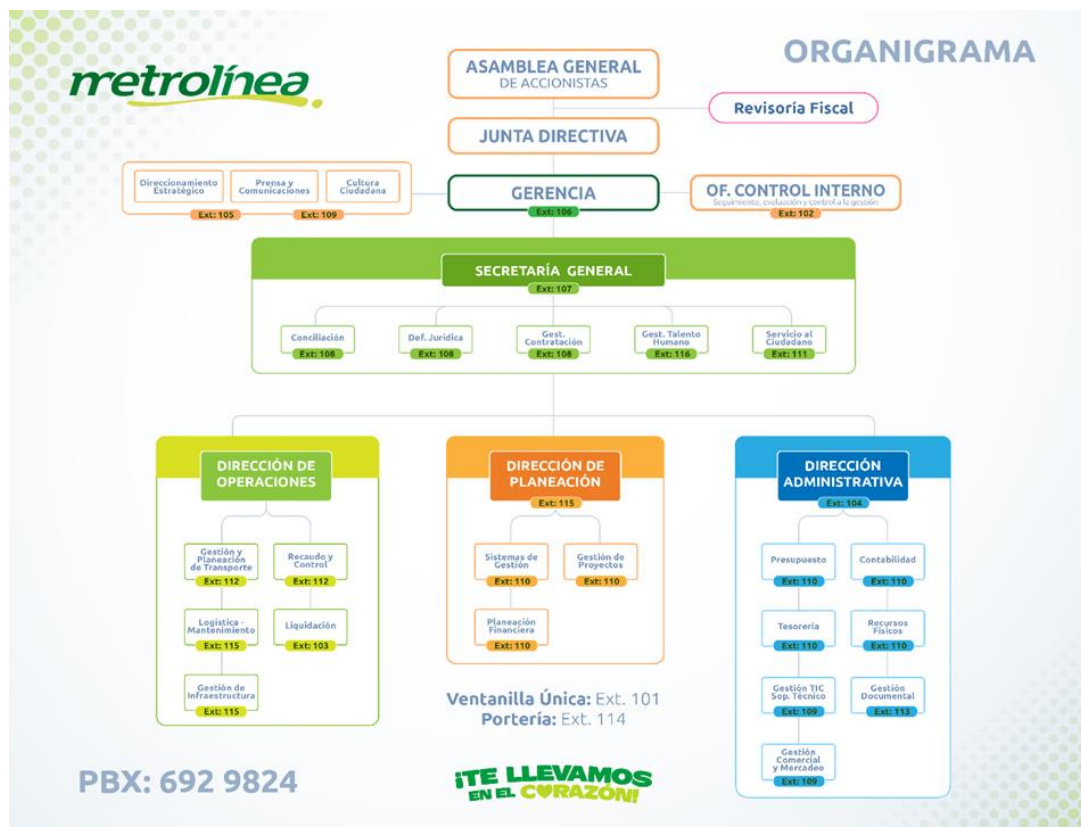 metrolínea
ORGANIGRAMA
ASAMBLEA GENERAL
DE ACCIONISTAS
Revisoría Fiscal
JUNTA DIRECTIVA
Direccionamiento
Estratégico
Prensa y
Comunicaciones
Cultura
Ciudadana
Ext: 105
Ext: 109
GERENCIA
Ext: 106
OF. CONTROL INTERNO
Seguimiento, evaluación y control a la gestión
Ext: 102
SECRETARÍA GENERAL
Ext: 107
Conciliación
Ext: 108
Def. Jurídica
Ext: 108
Gest.
Contratación
Ext: 108
Gest. Talento
Humano
Ext: 116
Servicio al
Ciudadano
Ext: 111
DIRECCIÓN DE
OPERACIONES
Gestión y
Planeación
de Transporte
Ext: 112
Recaudo y
Control
Ext: 112
Logística -
Mantenimiento
Ext: 115
Liquidación
Ext: 103
Gestión de
Infraestructura
Ext: 115
DIRECCIÓN DE
PLANEACIÓN
Ext: 115
Sistemas de
Gestión
Ext: 110
Gestión de
Proyectos
Ext: 110
Planeación
Financiera
Ext: 110
DIRECCIÓN
ADMINISTRATIVA
Ext: 104
Presupuesto
Ext: 110
Contabilidad
Ext: 110
Tesorería
Ext: 110
Recursos
Físicos
Ext: 110
Gestión TIC
Sop. Técnico
Ext: 109
Gestión
Documental
Ext: 113
Gestión
Comercial
y Mercadeo
Ext: 109
Ventanilla Única: Ext. 101
Portería: Ext. 114
PBX: 692 9824
¡TE LLEVAMOS
EN EL CORAZÓN!